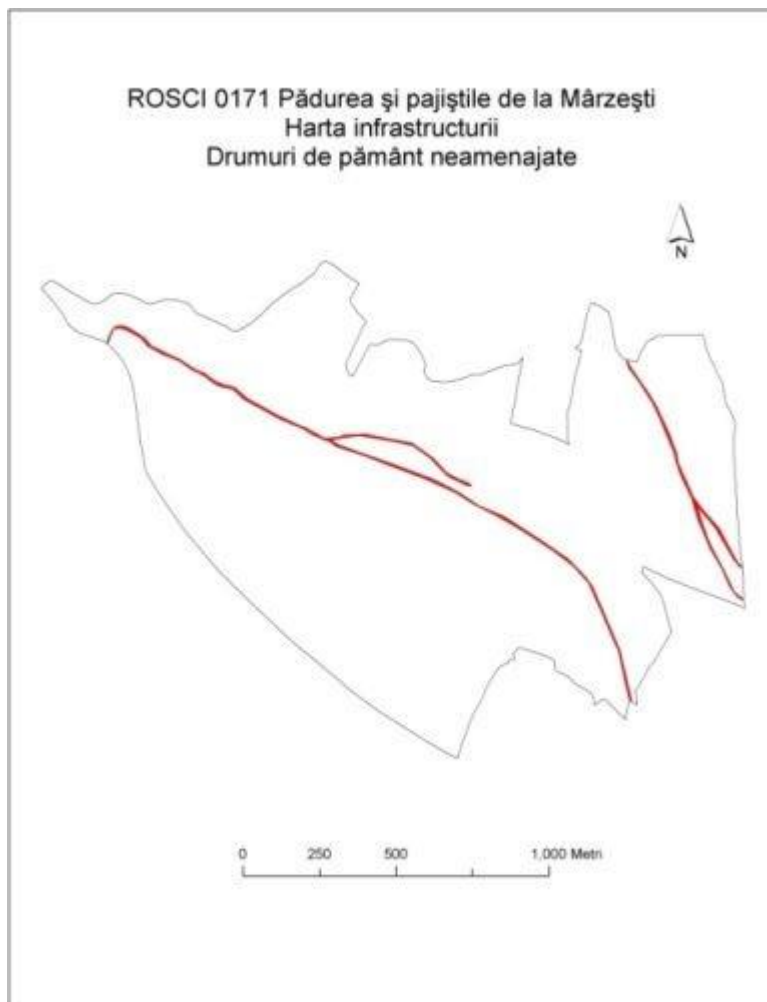 ROSCI 0171 Pădurea şi pajiştile de la Mârzeşti
Harta infrastructurii
Drumuri de pământ neamenajate
N
0 250 500 1,000 Metri